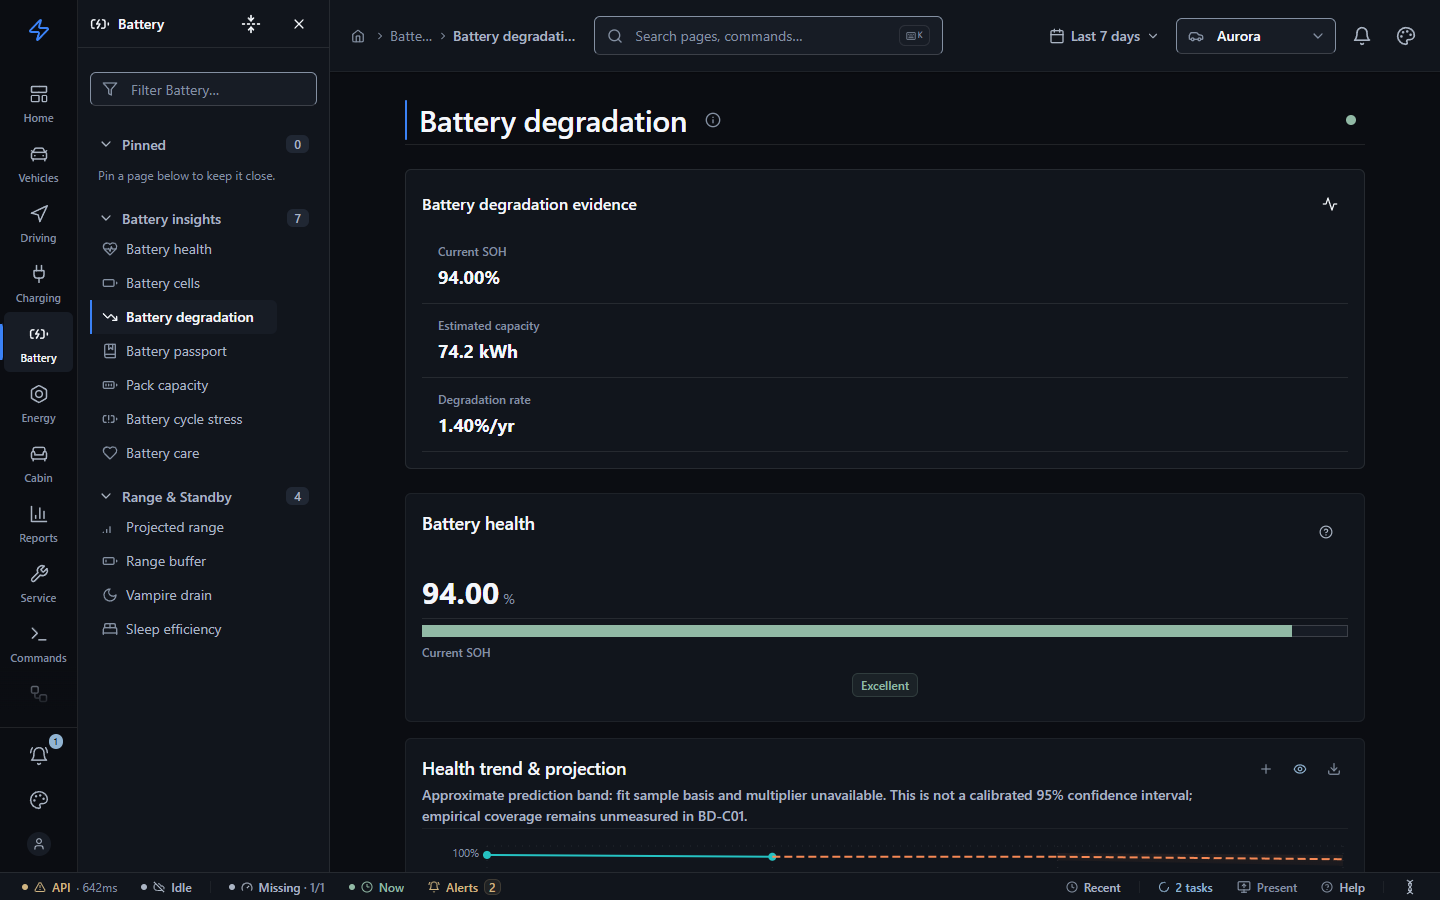 Battery
Batte...
Battery degradati...
Search pages, commands...
K
Last 7 days
Aurora
Home
Vehicles
Driving
Charging
Battery
Energy
Cabin
Reports
Service
Commands
1
Filter Battery...
Pinned
0
Pin a page below to keep it close.
Battery insights
7
Battery health
Battery cells
Battery degradation
Battery passport
Pack capacity
Battery cycle stress
Battery care
Range & Standby
4
Projected range
Range buffer
Vampire drain
Sleep efficiency
Battery degradation
Battery degradation evidence
Current SOH
94.00%
Estimated capacity
74.2 kWh
Degradation rate
1.40%/yr
Battery health
94.00 %
Current SOH
Excellent
Health trend & projection
Approximate prediction band: fit sample basis and multiplier unavailable. This is not a calibrated 95% confidence interval;
empirical coverage remains unmeasured in BD-C01.
100%
API · 642ms
Idle
Missing · 1/1
Now
Alerts 2
Recent
2 tasks
Present
Help